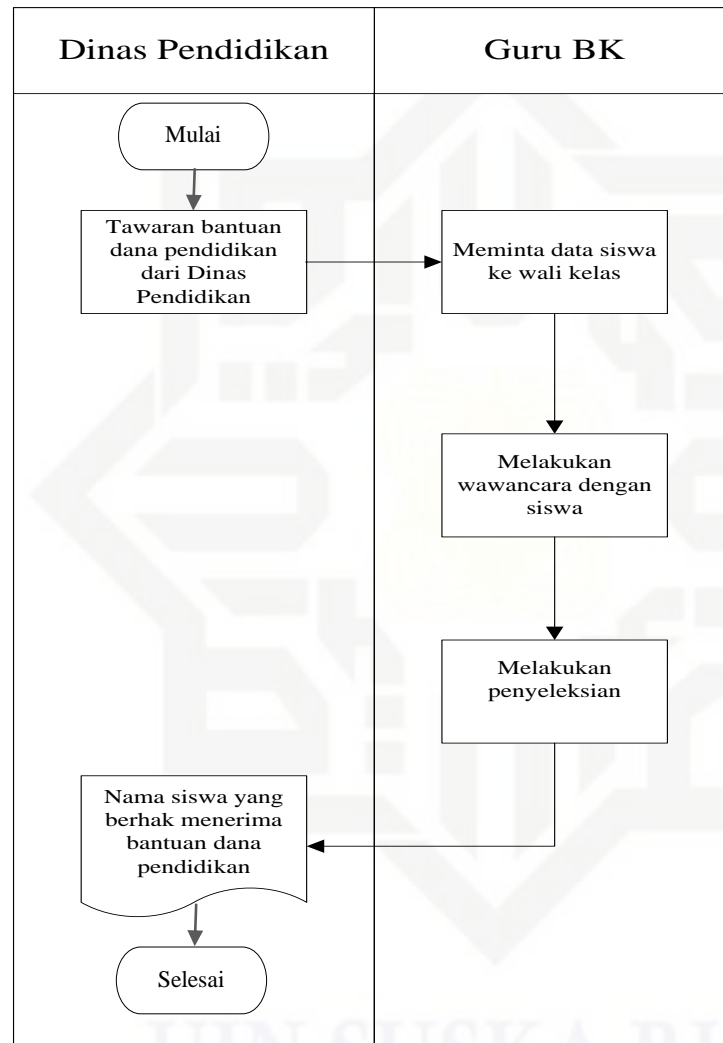 Dinas Pendidikan
Guru BK
Mulai
Tawaran bantuan
dana pendidikan
dari Dinas
Pendidikan
Meminta data siswa
ke wali kelas
Melakukan
wawancara dengan
siswa
Melakukan
penyeleksian
Nama siswa yang
berhak menerima
bantuan dana
pendidikan
Selesai